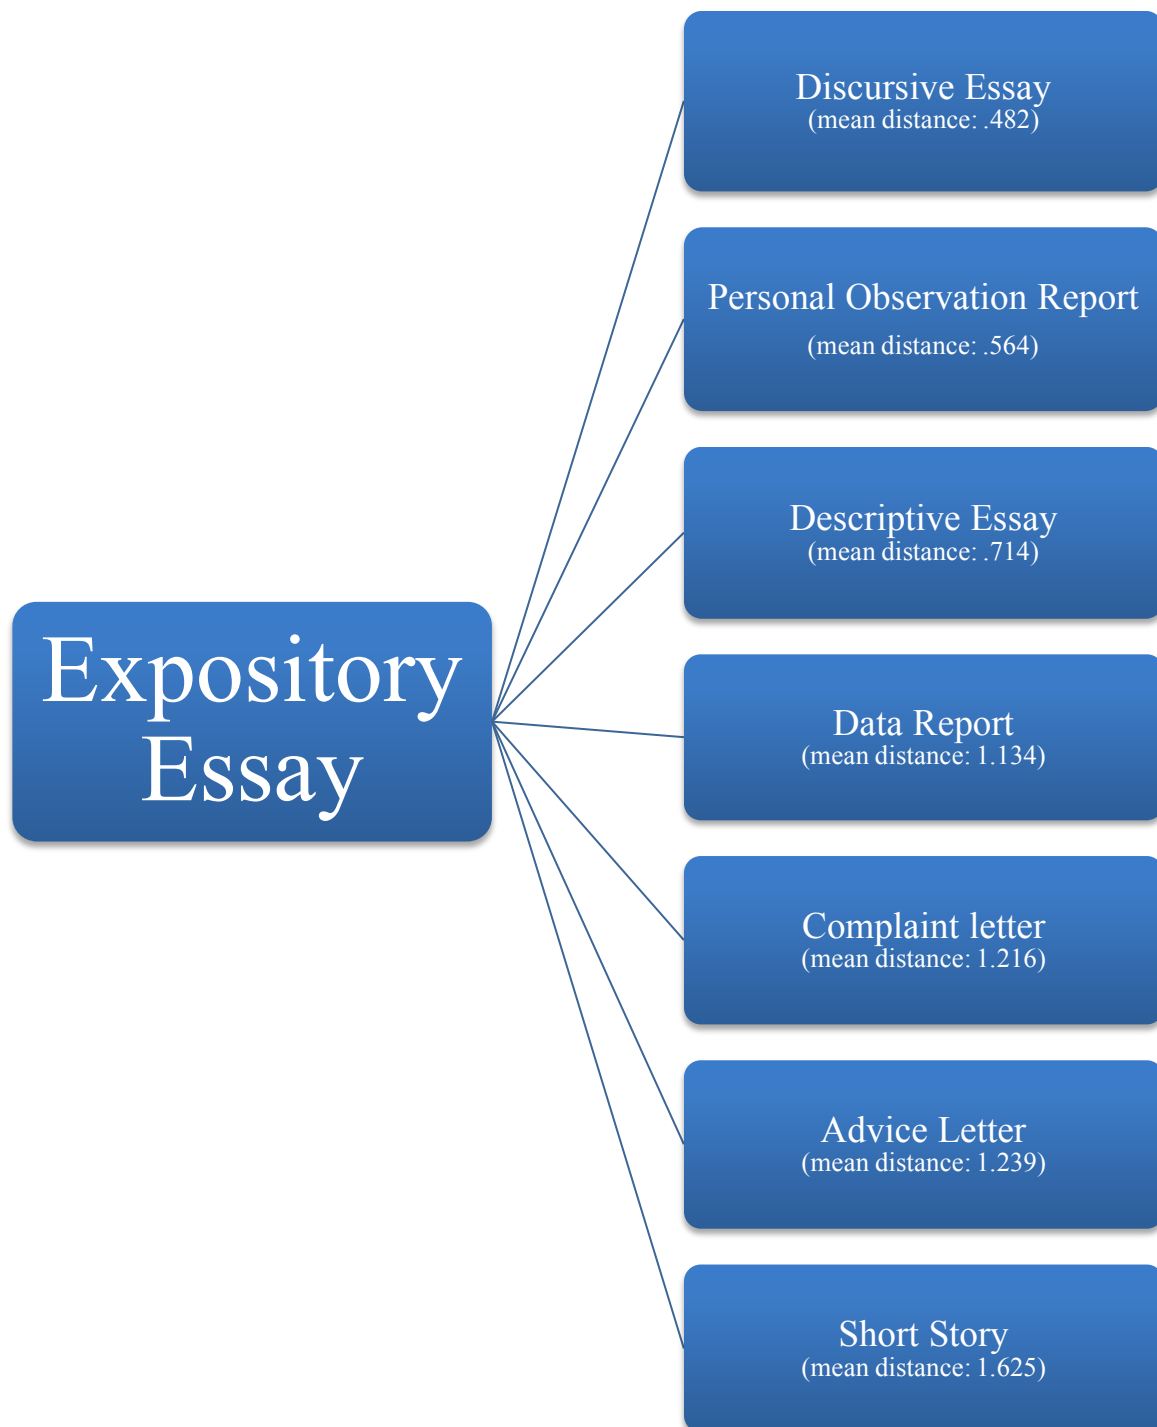 Discursive Essay
(mean distance: .482)
Personal Observation Report
(mean distance: .564)
Descriptive Essay
(mean distance: .714)
Expository
Essay
Data Report
(mean distance: 1.134)
Complaint letter
(mean distance: 1.216)
Advice Letter
(mean distance: 1.239)
Short Story
(mean distance: 1.625)